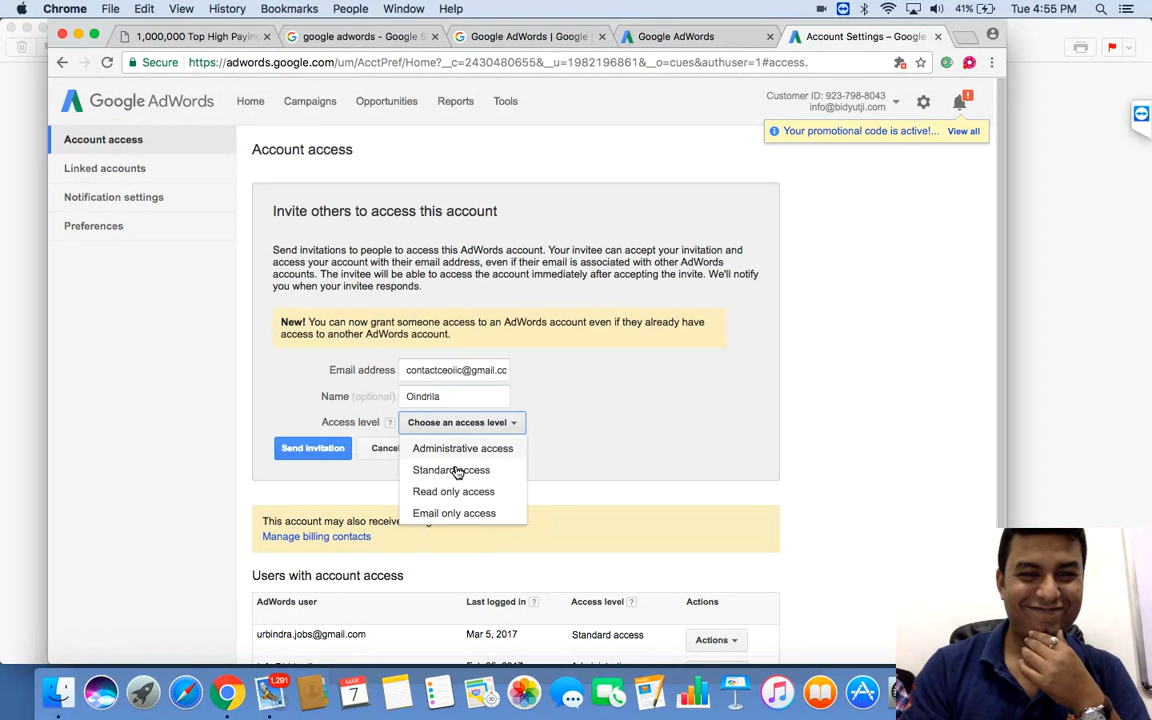 Chrome File Edit View History Bookmarks People Window Help 41% Tue 4:55 PM
1,000,000 Top High Paying
google adwords - Google S
Google AdWords | Google
Google AdWords
Account Settings – Google
Secure https://adwords.google.com/um/AcctPref/Home?__c=2430480655&__u=1982196861&__o=cues&authuser=1#access.
Google AdWords Home Campaigns Opportunities Reports Tools
Customer ID: 923-798-8043
info@bidyutji.com
!
Your promotional code is active!... View all
Account access
Linked accounts
Notification settings
Preferences
Account access
Invite others to access this account
Send invitations to people to access this AdWords account. Your invitee can accept your invitation and
access your account with their email address, even if their email is associated with other AdWords
accounts. The invitee will be able to access the account immediately after accepting the invite. We'll notify
you when your invitee responds.
New! You can now grant someone access to an AdWords account even if they already have
access to another AdWords account.
Email address contactceoiic@gmail.cc
Name (optional) Oindrila
Access level ? Choose an access level
Send Invitation Cancel
Administrative access
Standard access
Read only access
Email only access
This account may also receive
Manage billing contacts
Users with account access
AdWords user Last logged in ? Access level ? Actions
urbindra.jobs@gmail.com Mar 5, 2017 Standard access Actions
1,291
MAR
7